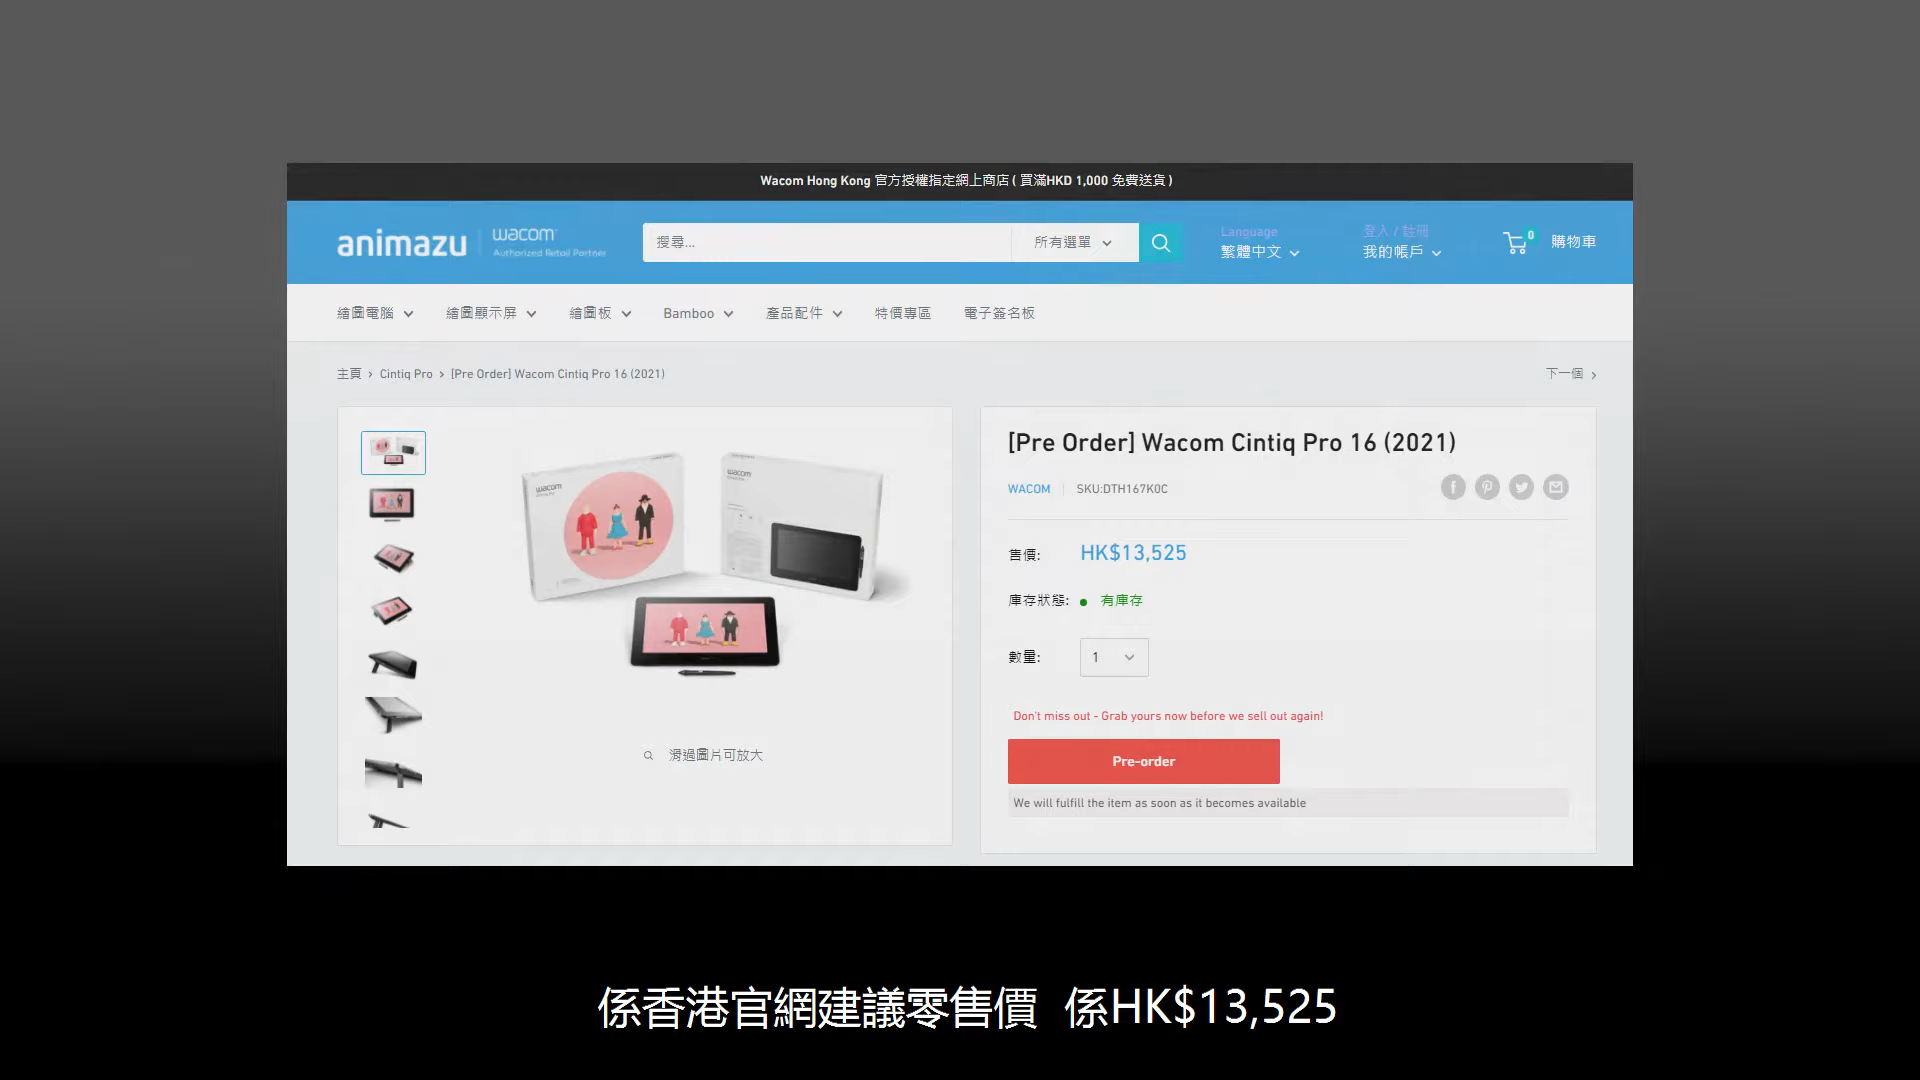 Wacom Hong Kong 官方授權指定網上商店 ( 買滿HKD 1,000 免費送貨 )
animazu
wacom
Authorized Retail Partner
搜尋...
所有選單
Language
繁體中文
登入 / 註冊
我的帳戶
0
購物車
繪圖電腦
繪圖顯示屏
繪圖板
Bamboo
產品配件
特價專區
電子簽名板
主頁 › Cintiq Pro › [Pre Order] Wacom Cintiq Pro 16 (2021)
下一個 ›
wacom
wacom
滑過圖片可放大
[Pre Order] Wacom Cintiq Pro 16 (2021)
WACOM
SKU:DTH167K0C
售價:
HK$13,525
庫存狀態:
有庫存
數量:
1
Don't miss out - Grab yours now before we sell out again!
Pre-order
We will fulfill the item as soon as it becomes available
係香港官網建議零售價 係HK$13,525